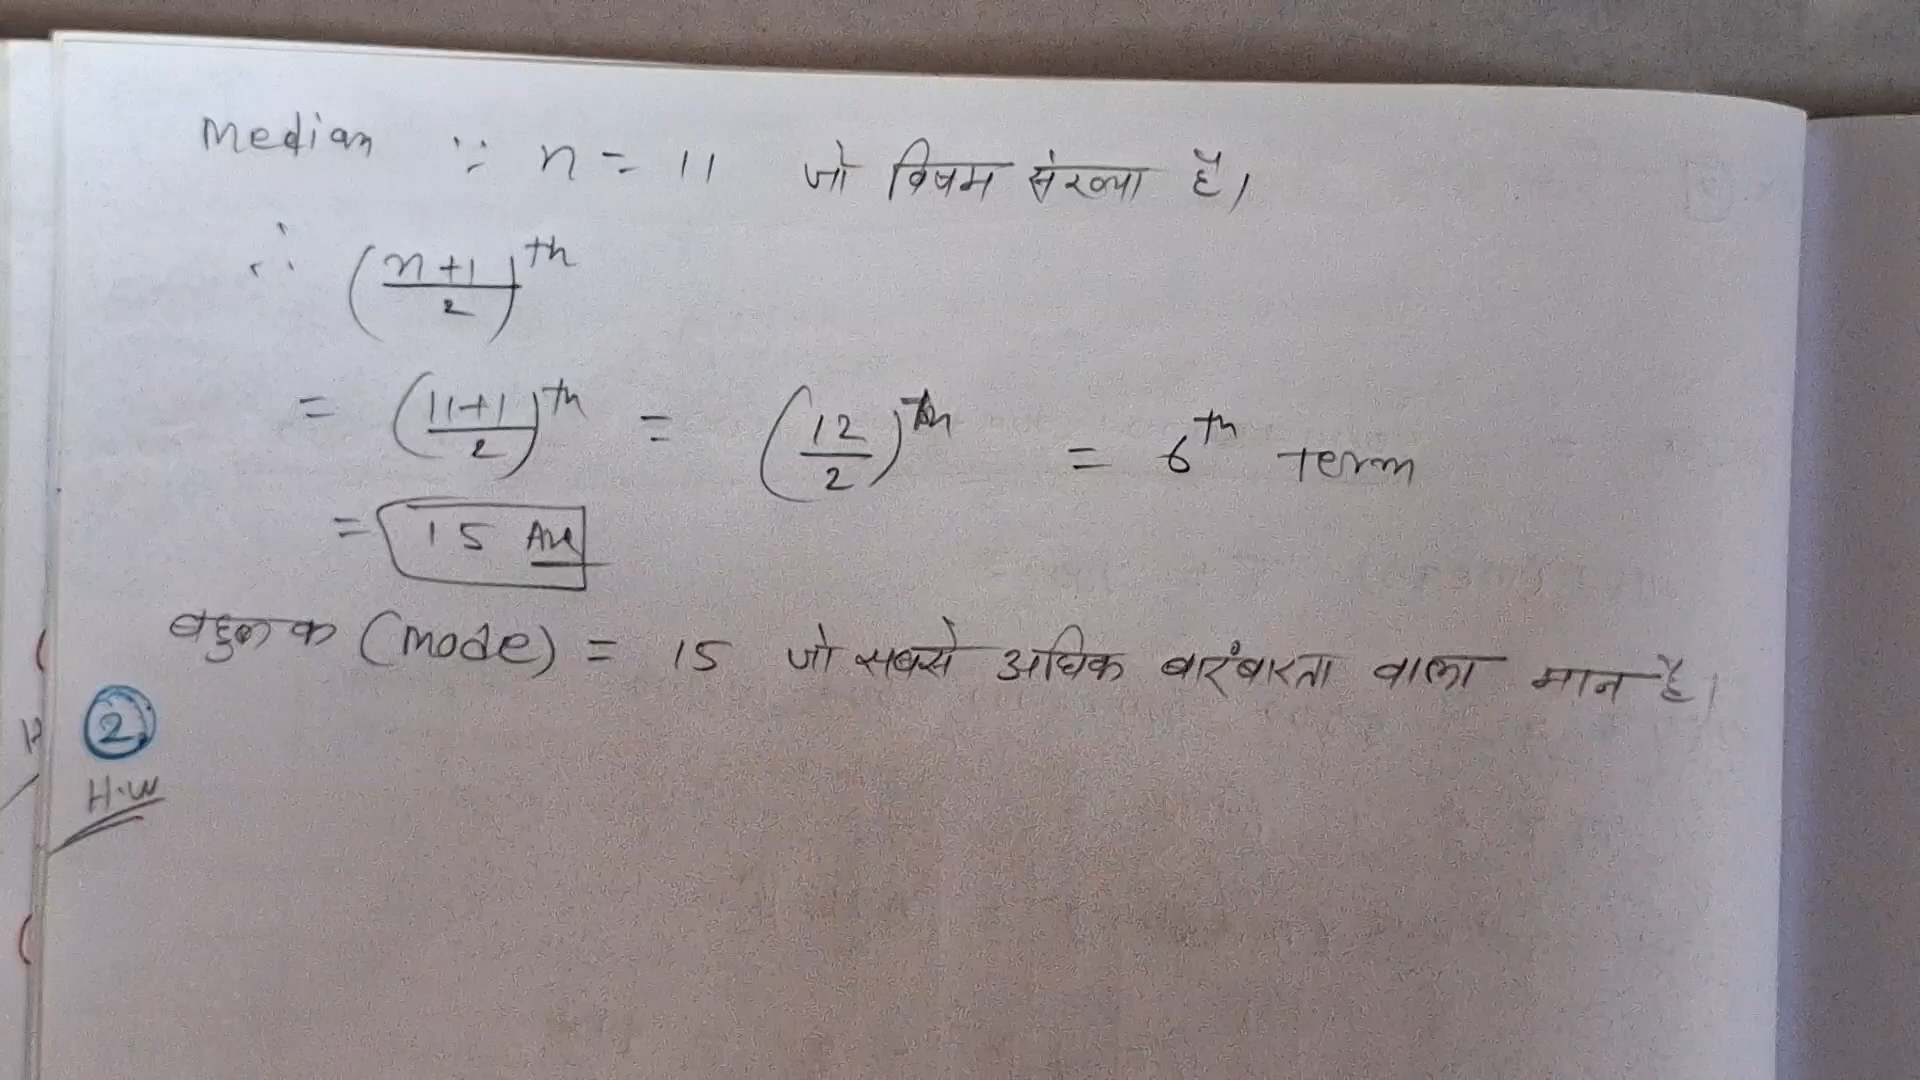 Median ∵ n = 11 जो विषम संख्या है।
∴ (n+1/2)th
= (11+1/2)th = (12/2)th = 6th term
= 15 Ans
बहुलक (mode) = 15 जो सबसे अधिक बारंबारता वाला मान है।
2
H.W